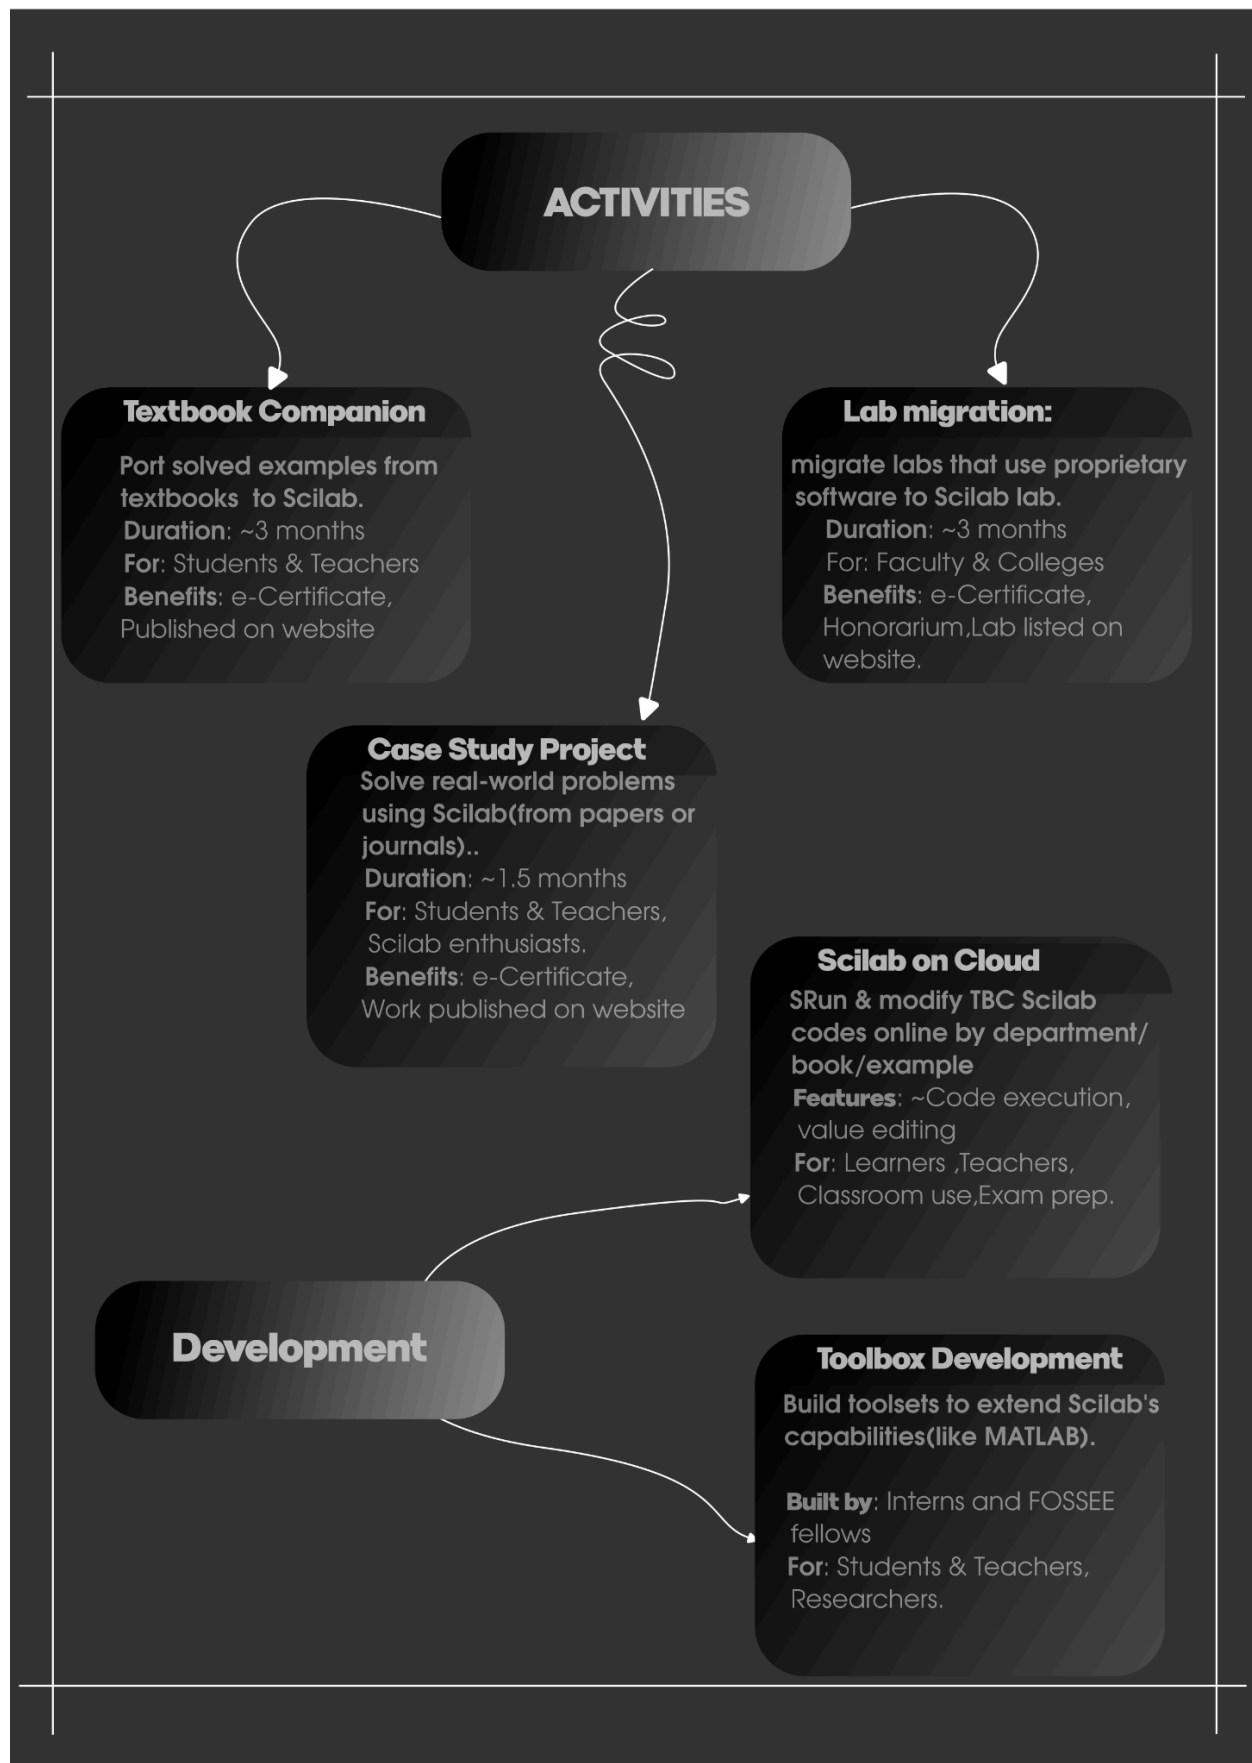 ACTIVITIES
Textbook Companion
Port solved examples from
textbooks  to Scilab.
Duration: ~3 months
For: Students & Teachers
Benefits: e-Certificate,
Published on website
Lab migration:
migrate labs that use proprietary
software to Scilab lab.
Duration: ~3 months
For: Faculty & Colleges
Benefits: e-Certificate,
Honorarium,Lab listed on
website.
Case Study Project
Solve real-world problems
using Scilab(from papers or
journals)..
Duration: ~1.5 months
For: Students & Teachers,
Scilab enthusiasts.
Benefits: e-Certificate,
Work published on website
Scilab on Cloud
SRun & modify TBC Scilab
codes online by department/
book/example
Features: ~Code execution,
value editing
For: Learners ,Teachers,
Classroom use,Exam prep.
Development
Toolbox Development
Build toolsets to extend Scilab's
capabilities(like MATLAB).
Built by: Interns and FOSSEE
fellows
For: Students & Teachers,
Researchers.